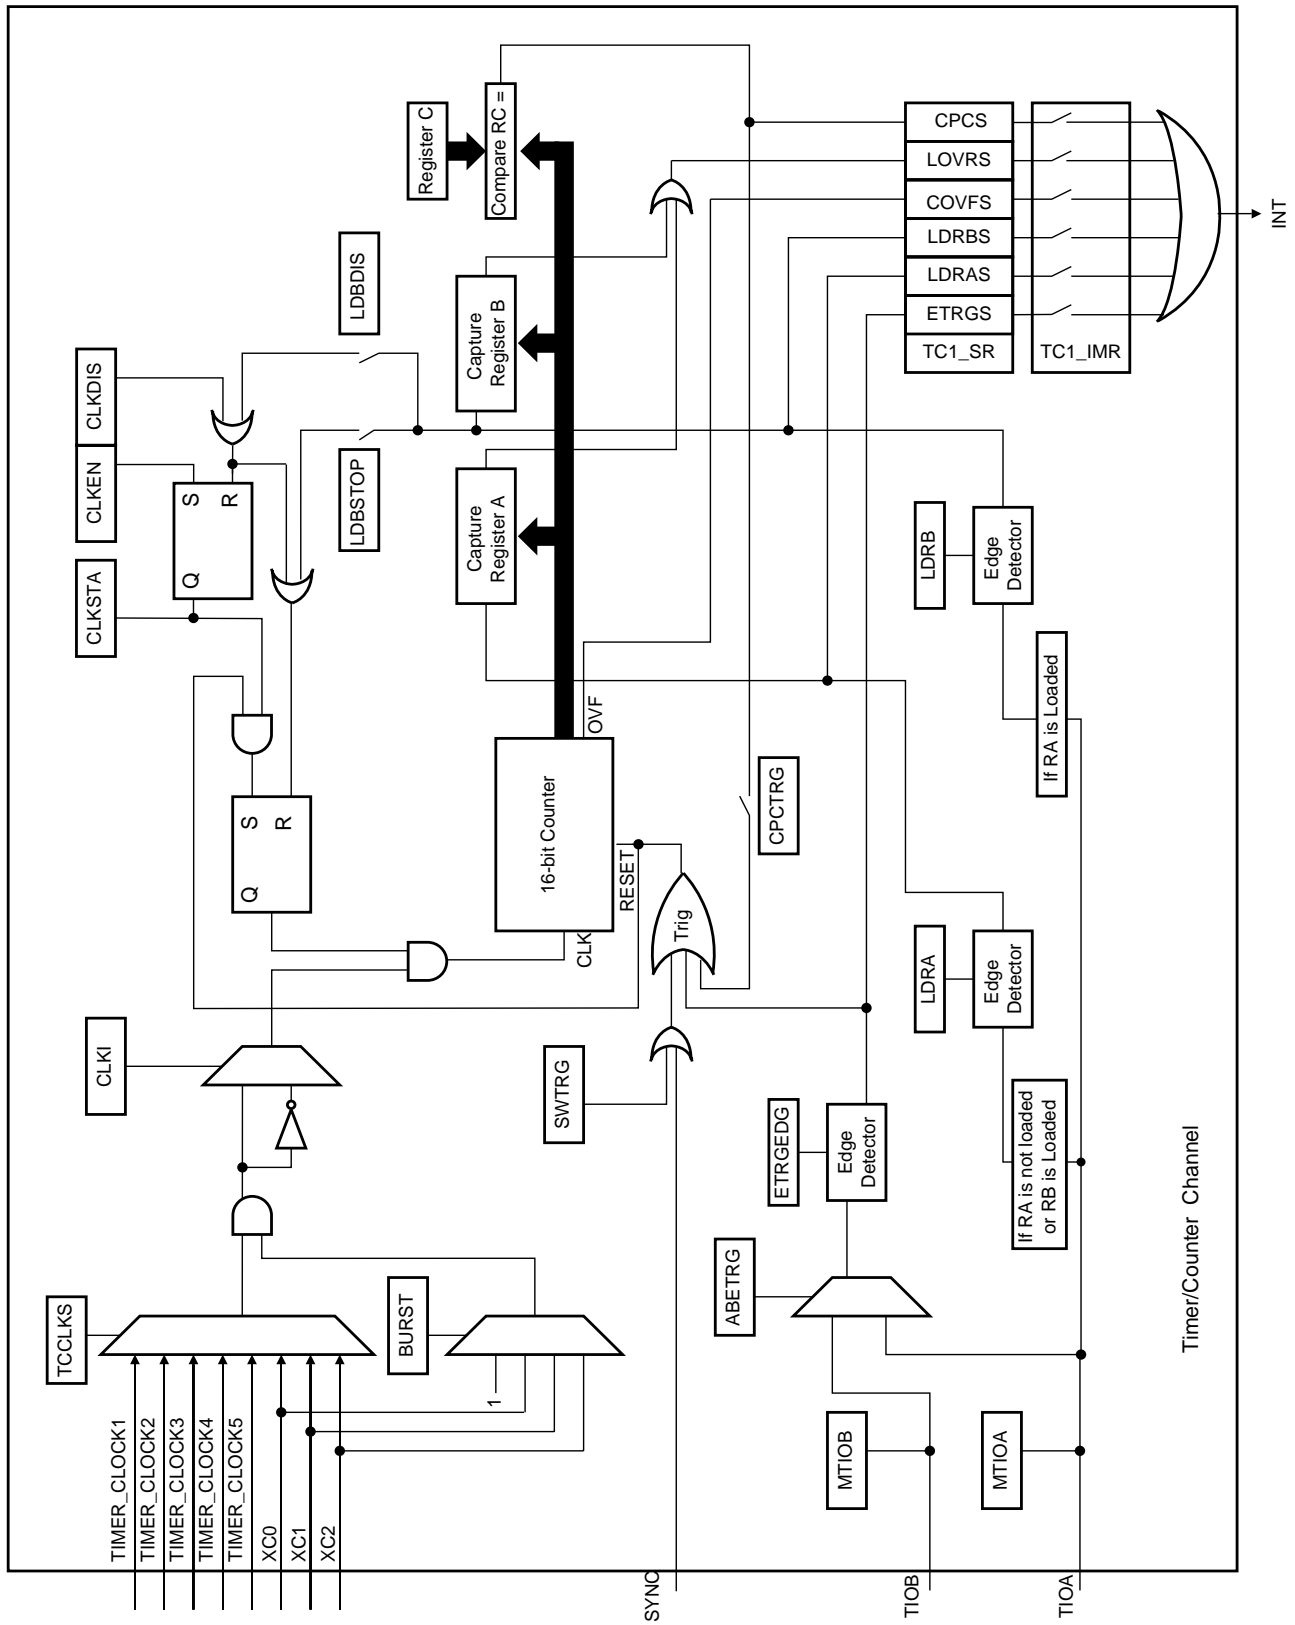 TCCLKS
TIMER_CLOCK1
TIMER_CLOCK2
TIMER_CLOCK3
TIMER_CLOCK4
TIMER_CLOCK5
XC0
XC1
XC2
BURST
1
CLKI
CLKSTA
CLKEN
CLKDIS
Q
S
R
Q
S
R
LDBSTOP
LDBDIS
Register C
Compare RC =
Capture
Register A
Capture
Register B
16-bit Counter
CLK
OVF
RESET
Trig
SWTRG
SYNC
CPCTRG
ABETRG
ETRGEDG
Edge
Detector
MTIOB
TIOB
MTIOA
TIOA
LDRA
Edge
Detector
If RA is not loaded
or RB is Loaded
LDRB
Edge
Detector
If RA is Loaded
CPCS
LOVRS
COVFS
LDRBS
LDRAS
ETRGS
TC1_SR
TC1_IMR
INT
Timer/Counter Channel